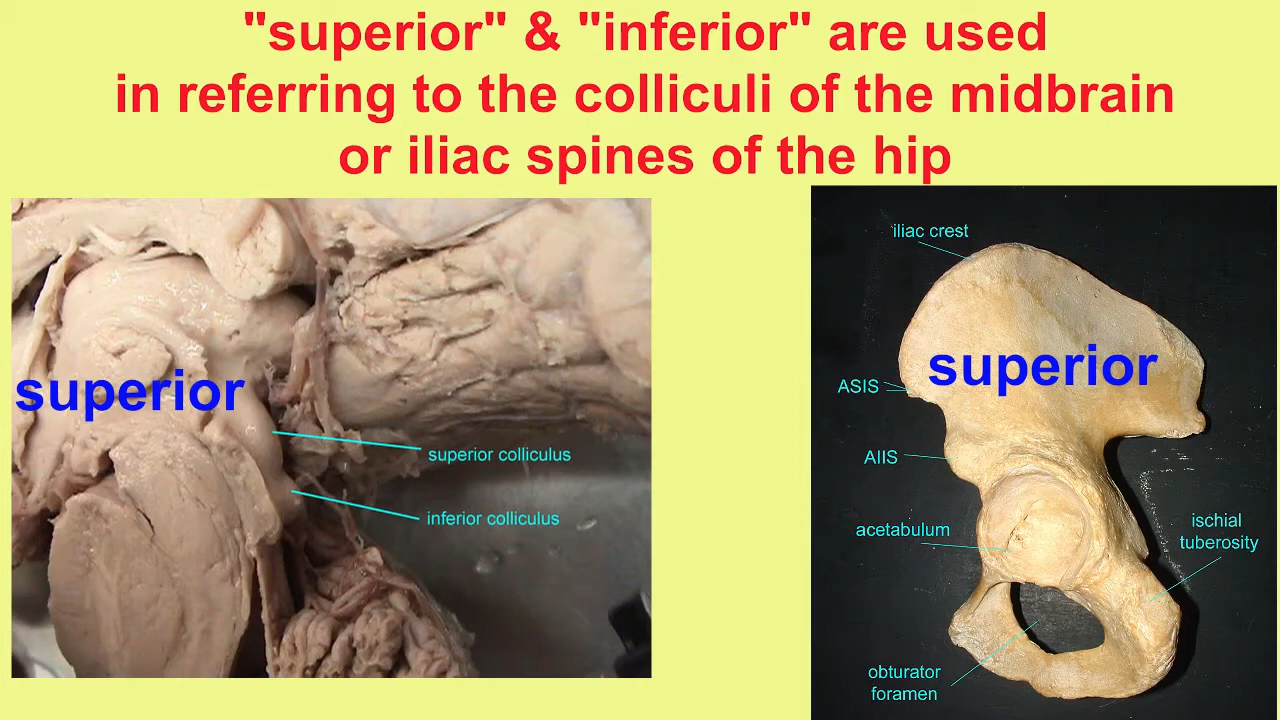 "superior" & "inferior" are used
in referring to the colliculi of the midbrain
or iliac spines of the hip
superior
superior colliculus
inferior colliculus
iliac crest
superior
ASIS
AIIS
acetabulum
ischial
tuberosity
obturator
foramen